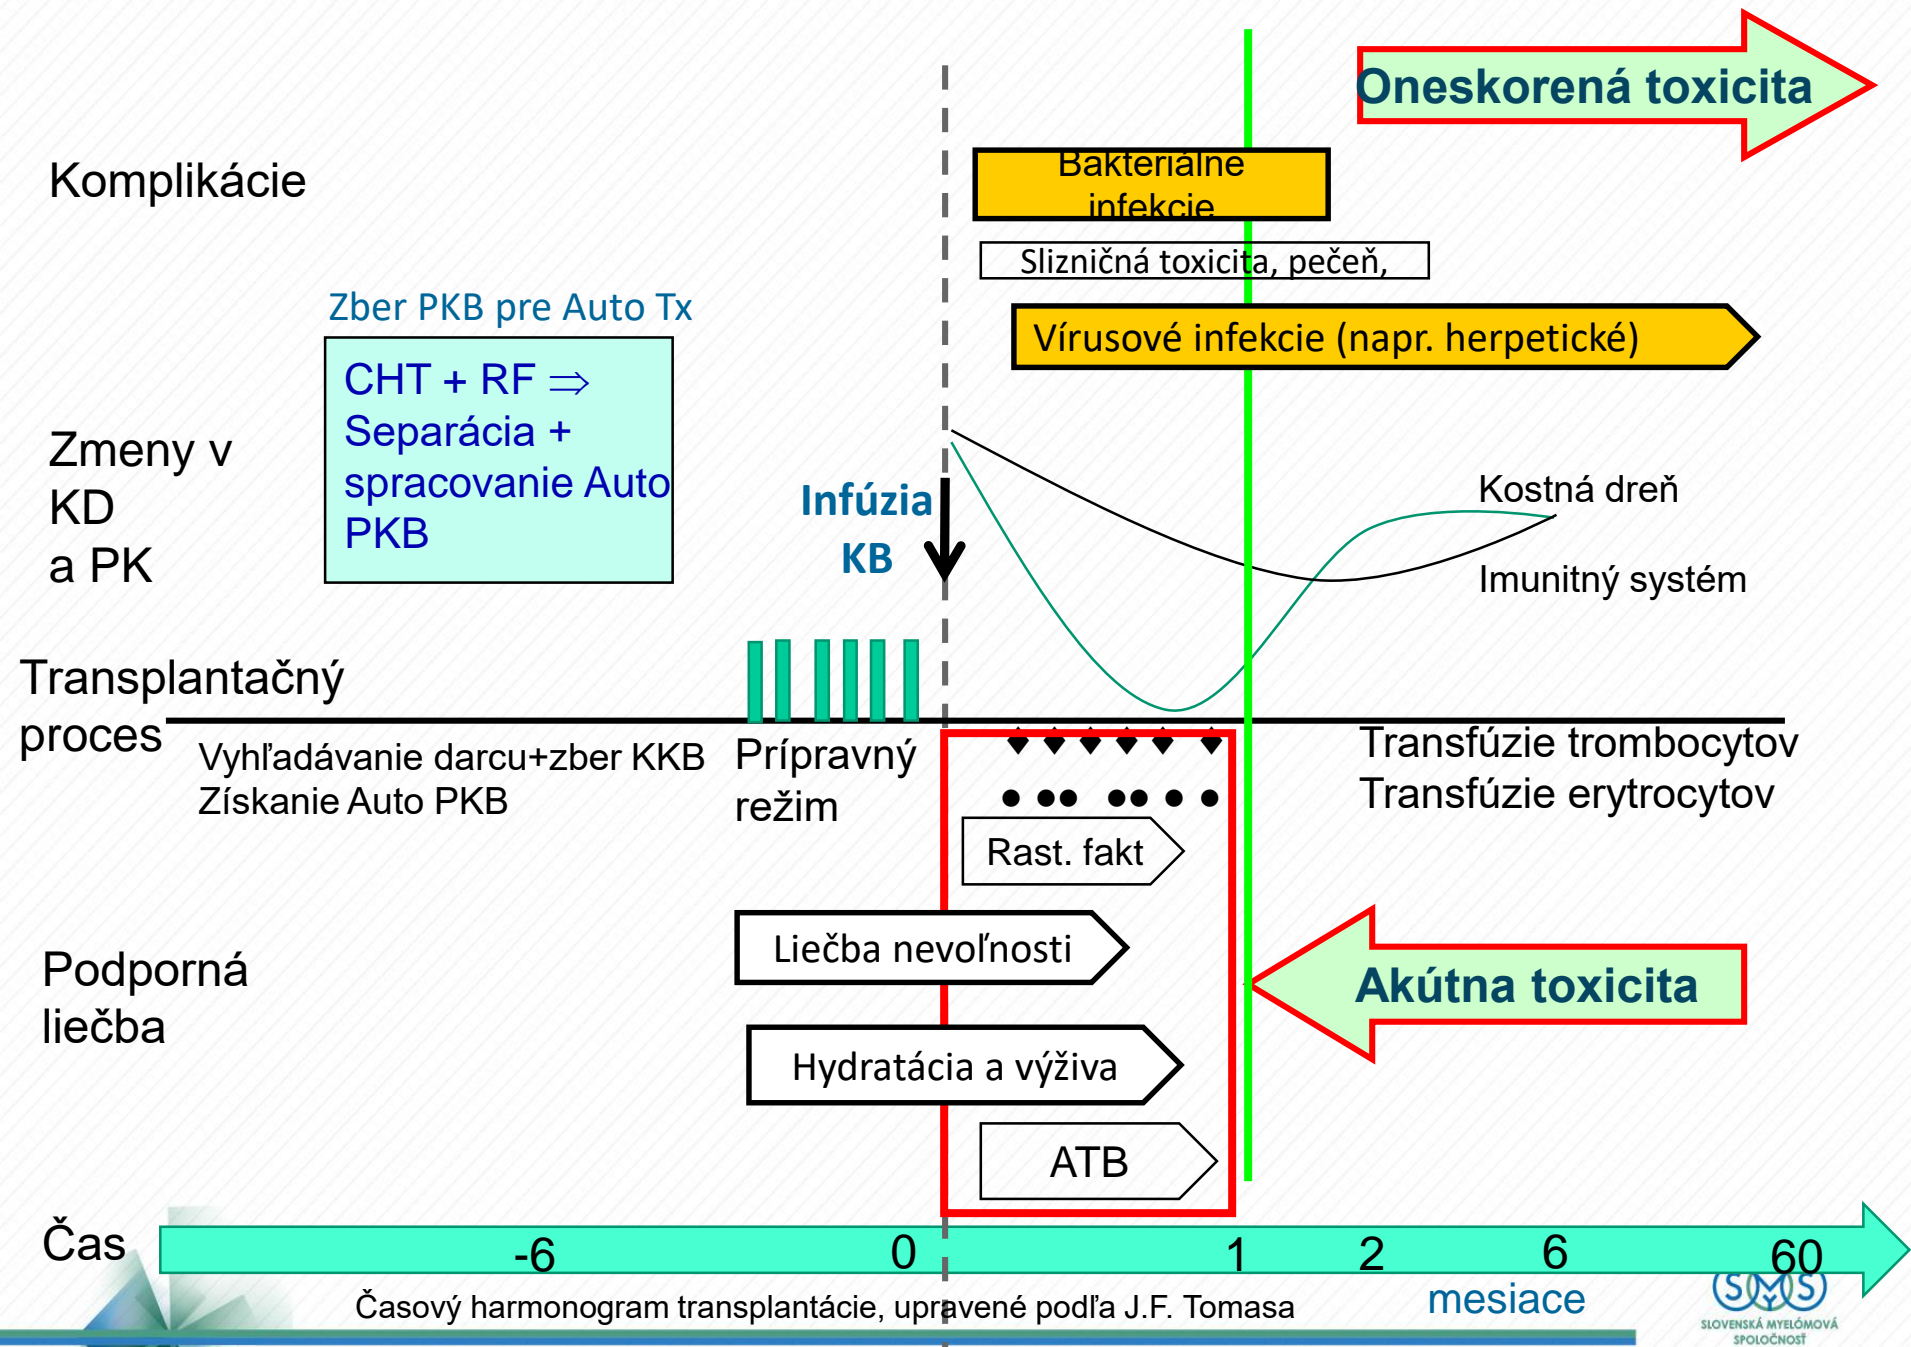 Oneskorená toxicita
Komplikácie
Bakteriálne
infekcie
Slizničná toxicita, pečeň,
Vírusové infekcie (napr. herpetické)
Zber PKB pre Auto Tx
CHT + RF ⇒
Separácia +
spracovanie Auto
PKB
Zmeny v
KD
a PK
Infúzia
KB
Kostná dreň
Imunitný systém
Transplantačný
proces
Vyhľadávanie darcu+zber KKB
Získanie Auto PKB
Prípravný
režim
Transfúzie trombocytov
Transfúzie erytrocytov
Rast. fakt
Podporná
liečba
Liečba nevoľnosti
Akútna toxicita
Hydratácia a výživa
ATB
Čas
-6 0 1 2 6 60
mesiace
Časový harmonogram transplantácie, upravené podľa J.F. Tomasa
SMyS
SLOVENSKÁ MYELÓMOVÁ
SPOLOČNOSŤ